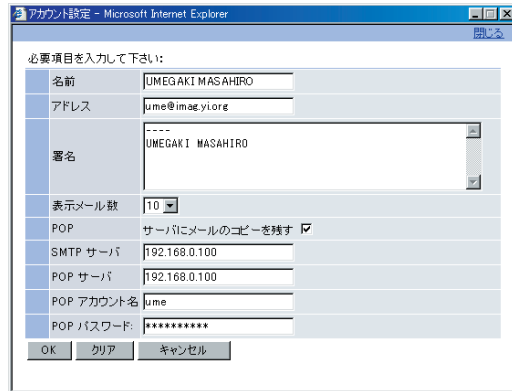 アカウント設定 - Microsoft Internet Explorer
閉じる
必要項目を入力して下さい:
名前 UMEGAKI MASAHIRO
アドレス ume@imag.yi.org
署名 ----
UMEGAKI MASAHIRO
表示メール数 10
POP サーバにメールのコピーを残す
SMTP サーバ 192.168.0.100
POP サーバ 192.168.0.100
POP アカウント名 ume
POP パスワード: **********
OK クリア キャンセル